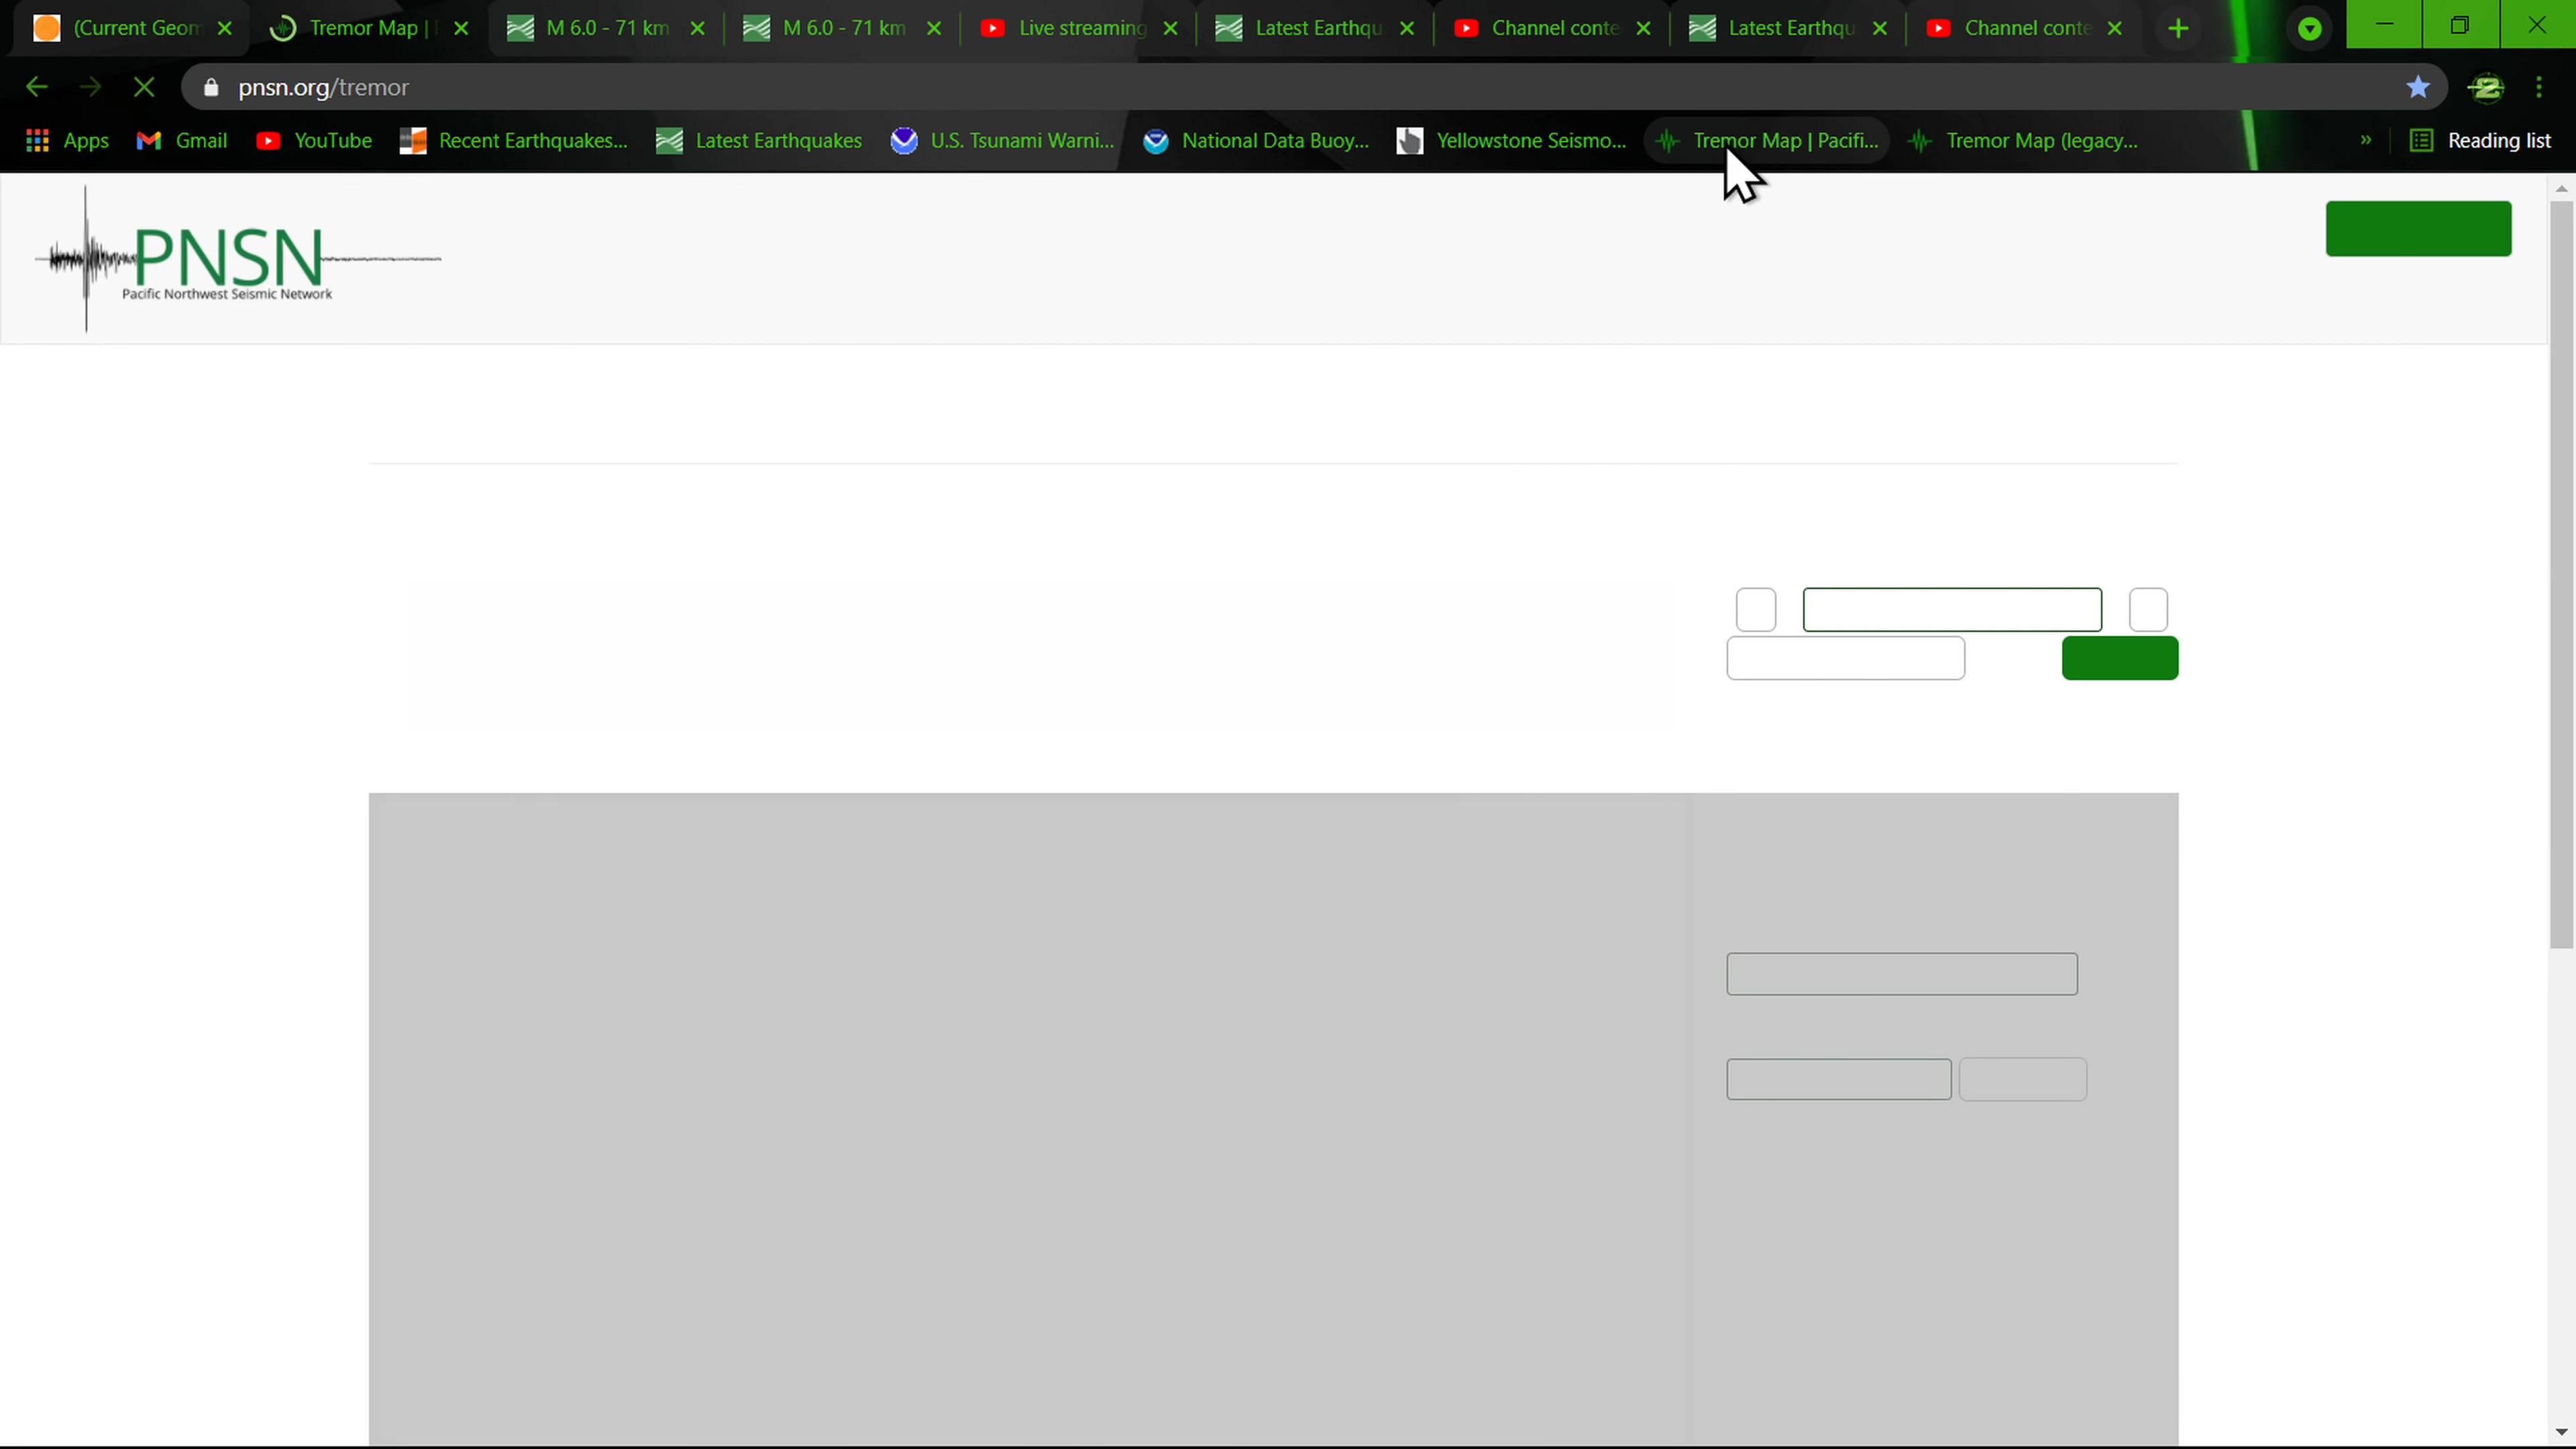 (Current Geom
Tremor Map |
M 6.0 - 71 km
M 6.0 - 71 km
Live streaming
Latest Earthqu
Channel conte
Latest Earthqu
Channel conte
pnsn.org/tremor
Apps
Gmail
YouTube
Recent Earthquakes...
Latest Earthquakes
U.S. Tsunami Warni...
National Data Buoy...
Yellowstone Seismo...
Tremor Map | Pacifi...
Tremor Map (legacy...
»
Reading list
PNSN
Pacific Northwest Seismic Network